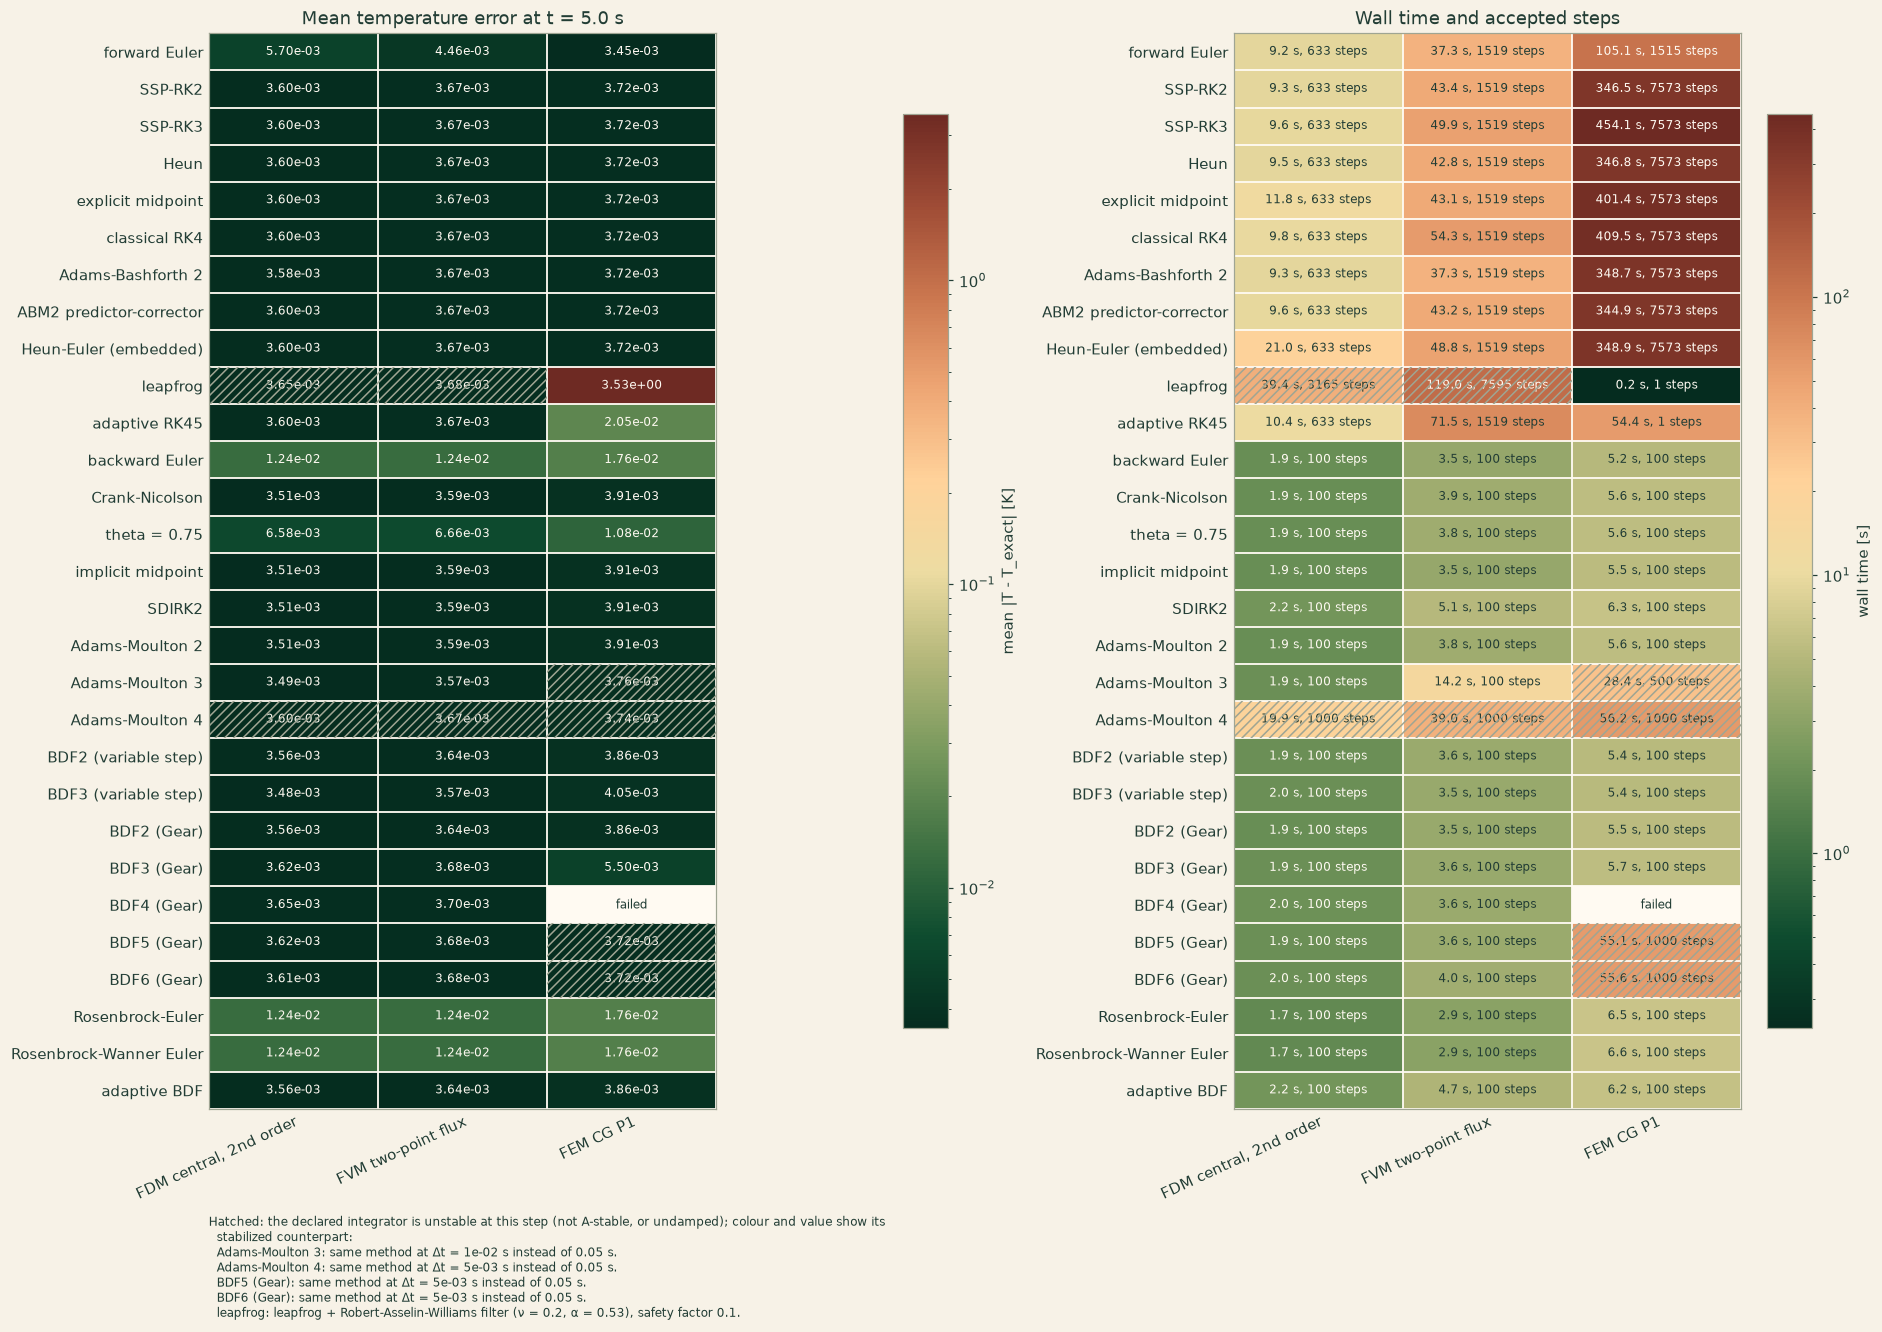 Mean temperature error at t = 5.0 s
forward Euler 5.70e-03 4.46e-03 3.45e-03
SSP-RK2 3.60e-03 3.67e-03 3.72e-03
SSP-RK3 3.60e-03 3.67e-03 3.72e-03
Heun 3.60e-03 3.67e-03 3.72e-03
explicit midpoint 3.60e-03 3.67e-03 3.72e-03
classical RK4 3.60e-03 3.67e-03 3.72e-03
Adams-Bashforth 2 3.58e-03 3.67e-03 3.72e-03
ABM2 predictor-corrector 3.60e-03 3.67e-03 3.72e-03
Heun-Euler (embedded) 3.60e-03 3.67e-03 3.72e-03
leapfrog 3.65e-03 3.68e-03 3.53e+00
adaptive RK45 3.60e-03 3.67e-03 2.05e-02
backward Euler 1.24e-02 1.24e-02 1.76e-02
Crank-Nicolson 3.51e-03 3.59e-03 3.91e-03
theta = 0.75 6.58e-03 6.66e-03 1.08e-02
implicit midpoint 3.51e-03 3.59e-03 3.91e-03
SDIRK2 3.51e-03 3.59e-03 3.91e-03
Adams-Moulton 2 3.51e-03 3.59e-03 3.91e-03
Adams-Moulton 3 3.49e-03 3.57e-03 3.76e-03
Adams-Moulton 4 3.60e-03 3.67e-03 3.74e-03
BDF2 (variable step) 3.56e-03 3.64e-03 3.86e-03
BDF3 (variable step) 3.48e-03 3.57e-03 4.05e-03
BDF2 (Gear) 3.56e-03 3.64e-03 3.86e-03
BDF3 (Gear) 3.62e-03 3.68e-03 5.50e-03
BDF4 (Gear) 3.65e-03 3.70e-03 failed
BDF5 (Gear) 3.62e-03 3.68e-03 3.72e-03
BDF6 (Gear) 3.61e-03 3.68e-03 3.72e-03
Rosenbrock-Euler 1.24e-02 1.24e-02 1.76e-02
Rosenbrock-Wanner Euler 1.24e-02 1.24e-02 1.76e-02
adaptive BDF 3.56e-03 3.64e-03 3.86e-03
FDM central, 2nd order
FVM two-point flux
FEM CG P1
10⁰
10⁻¹
10⁻²
mean |T - T_exact| [K]
Wall time and accepted steps
forward Euler 9.2 s, 633 steps 37.3 s, 1519 steps 105.1 s, 1515 steps
SSP-RK2 9.3 s, 633 steps 43.4 s, 1519 steps 346.5 s, 7573 steps
SSP-RK3 9.6 s, 633 steps 49.9 s, 1519 steps 454.1 s, 7573 steps
Heun 9.5 s, 633 steps 42.8 s, 1519 steps 346.8 s, 7573 steps
explicit midpoint 11.8 s, 633 steps 43.1 s, 1519 steps 401.4 s, 7573 steps
classical RK4 9.8 s, 633 steps 54.3 s, 1519 steps 409.5 s, 7573 steps
Adams-Bashforth 2 9.3 s, 633 steps 37.3 s, 1519 steps 348.7 s, 7573 steps
ABM2 predictor-corrector 9.6 s, 633 steps 43.2 s, 1519 steps 344.9 s, 7573 steps
Heun-Euler (embedded) 21.0 s, 633 steps 48.8 s, 1519 steps 348.9 s, 7573 steps
leapfrog 39.4 s, 3165 steps 119.0 s, 7595 steps 0.2 s, 1 steps
adaptive RK45 10.4 s, 633 steps 71.5 s, 1519 steps 54.4 s, 1 steps
backward Euler 1.9 s, 100 steps 3.5 s, 100 steps 5.2 s, 100 steps
Crank-Nicolson 1.9 s, 100 steps 3.9 s, 100 steps 5.6 s, 100 steps
theta = 0.75 1.9 s, 100 steps 3.8 s, 100 steps 5.6 s, 100 steps
implicit midpoint 1.9 s, 100 steps 3.5 s, 100 steps 5.5 s, 100 steps
SDIRK2 2.2 s, 100 steps 5.1 s, 100 steps 6.3 s, 100 steps
Adams-Moulton 2 1.9 s, 100 steps 3.8 s, 100 steps 5.6 s, 100 steps
Adams-Moulton 3 1.9 s, 100 steps 14.2 s, 100 steps 28.4 s, 500 steps
Adams-Moulton 4 19.9 s, 1000 steps 39.0 s, 1000 steps 56.2 s, 1000 steps
BDF2 (variable step) 1.9 s, 100 steps 3.6 s, 100 steps 5.4 s, 100 steps
BDF3 (variable step) 2.0 s, 100 steps 3.5 s, 100 steps 5.4 s, 100 steps
BDF2 (Gear) 1.9 s, 100 steps 3.5 s, 100 steps 5.5 s, 100 steps
BDF3 (Gear) 1.9 s, 100 steps 3.6 s, 100 steps 5.7 s, 100 steps
BDF4 (Gear) 2.0 s, 100 steps 3.6 s, 100 steps failed
BDF5 (Gear) 1.9 s, 100 steps 3.6 s, 100 steps 55.1 s, 1000 steps
BDF6 (Gear) 2.0 s, 100 steps 4.0 s, 100 steps 55.6 s, 1000 steps
Rosenbrock-Euler 1.7 s, 100 steps 2.9 s, 100 steps 6.5 s, 100 steps
Rosenbrock-Wanner Euler 1.7 s, 100 steps 2.9 s, 100 steps 6.6 s, 100 steps
adaptive BDF 2.2 s, 100 steps 4.7 s, 100 steps 6.2 s, 100 steps
FDM central, 2nd order
FVM two-point flux
FEM CG P1
10²
10¹
10⁰
wall time [s]
Hatched: the declared integrator is unstable at this step (not A-stable, or undamped); colour and value show its
stabilized counterpart:
Adams-Moulton 3: same method at Δt = 1e-02 s instead of 0.05 s.
Adams-Moulton 4: same method at Δt = 5e-03 s instead of 0.05 s.
BDF5 (Gear): same method at Δt = 5e-03 s instead of 0.05 s.
BDF6 (Gear): same method at Δt = 5e-03 s instead of 0.05 s.
leapfrog: leapfrog + Robert-Asselin-Williams filter (ν = 0.2, α = 0.53), safety factor 0.1.